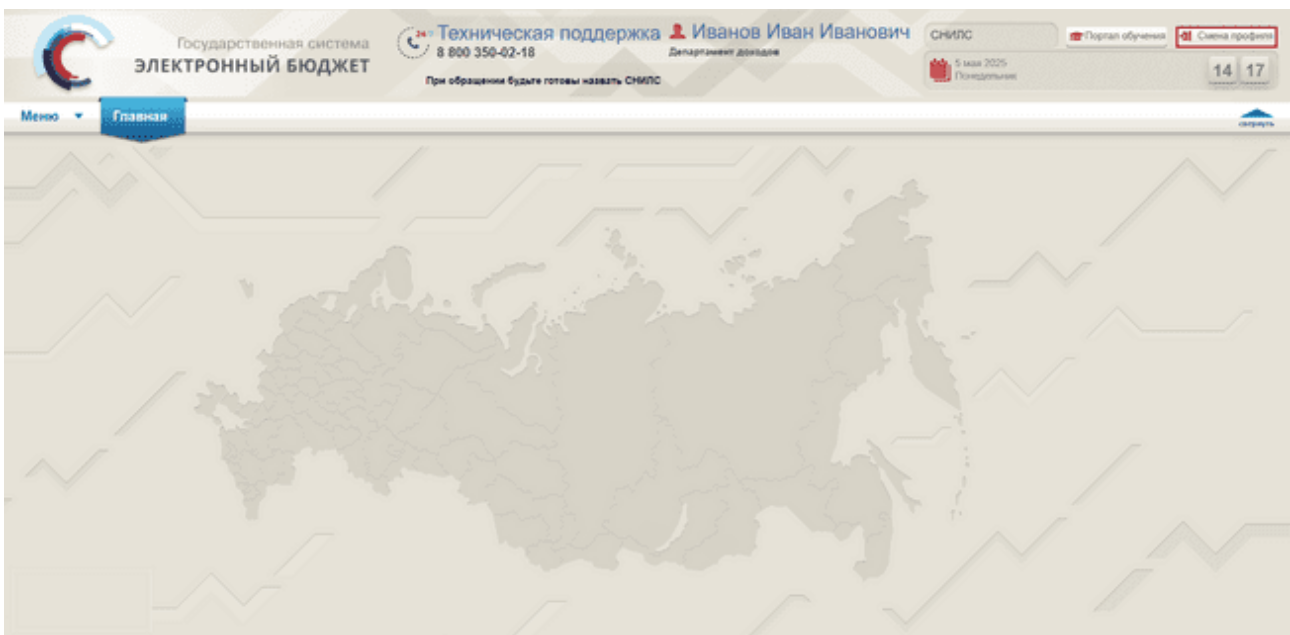 Государственная система
ЭЛЕКТРОННЫЙ БЮДЖЕТ
24
Техническая поддержка
8 800 350-02-18
При обращении будьте готовы назвать СНИЛС
Иванов Иван Иванович
Департамент доходов
СНИЛС
Портал обучения
Смена профиля
5 мая 2025
Понедельник
14 17
Меню
Главная
свернуть